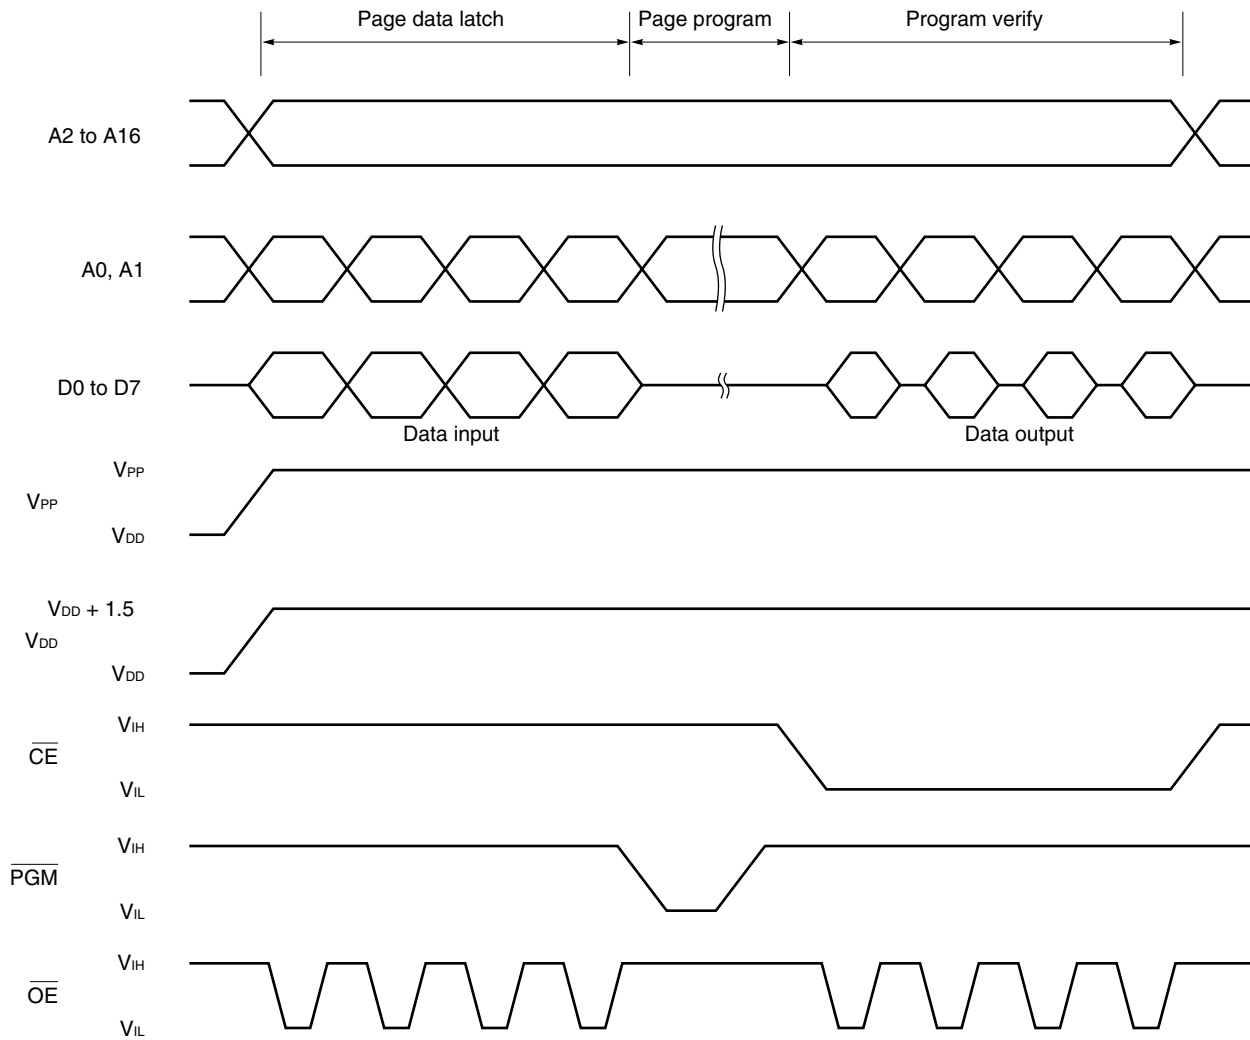 Page data latch
Page program
Program verify
A2 to A16
A0, A1
D0 to D7
Data input
Data output
VPP
VPP
VDD
VDD + 1.5
VDD
VDD
VIH
CE
VIL
VIH
PGM
VIL
VIH
OE
VIL